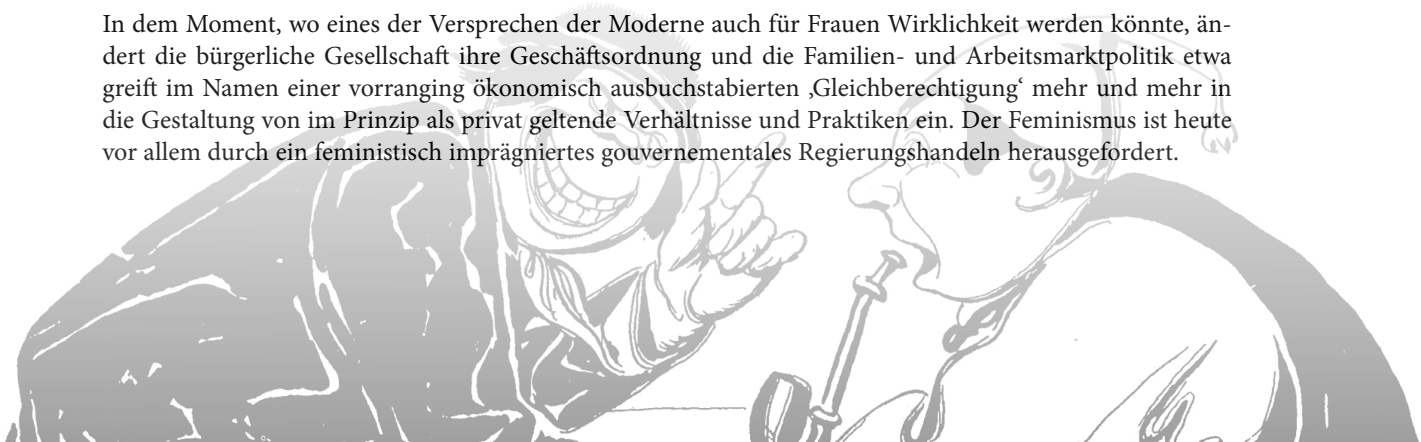 In dem Moment, wo eines der Versprechen der Moderne auch für Frauen Wirklichkeit werden könnte, än-
dert die bürgerliche Gesellschaft ihre Geschäftsordnung und die Familien- und Arbeitsmarktpolitik etwa
greift im Namen einer vorranging ökonomisch ausbuchstabierten ‚Gleichberechtigung‘ mehr und mehr in
die Gestaltung von im Prinzip als privat geltende Verhältnisse und Praktiken ein. Der Feminismus ist heute
vor allem durch ein feministisch imprägniertes gouvernementales Regierungshandeln herausgefordert.